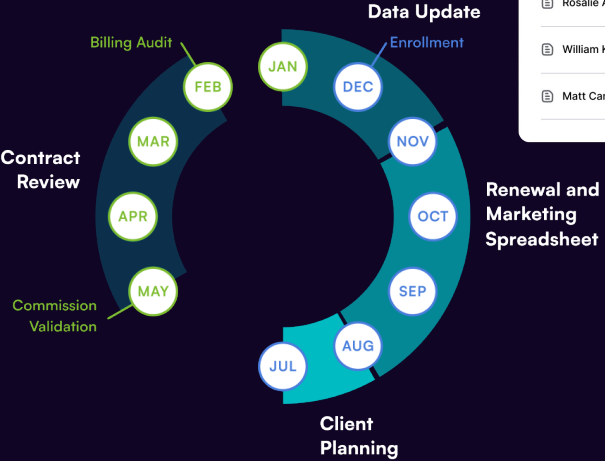 Data Update
Rosalie
Billing Audit
Enrollment
JAN
FEB
DEC
William
Matt
MAR
NOV
Contract
Review
APR
OCT
Renewal and
Marketing
Spreadsheet
MAY
SEP
Commission
Validation
AUG
JUL
Client
Planning